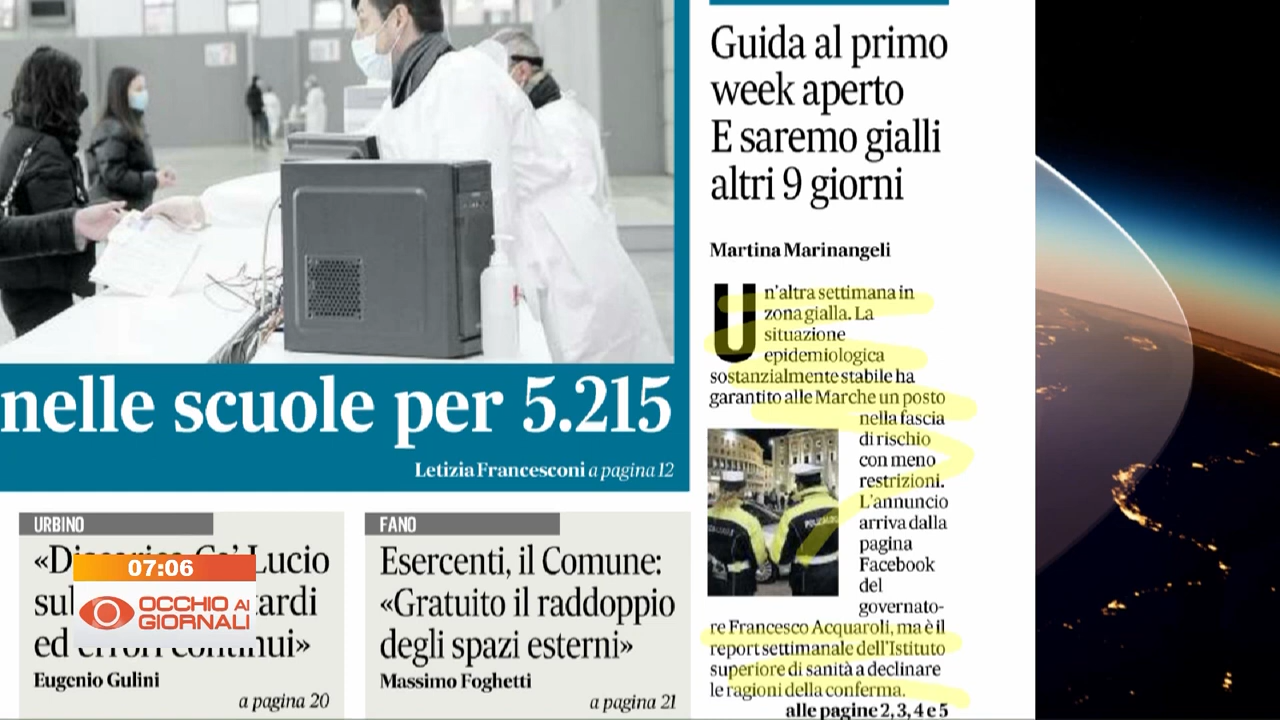 Guida al primo
week aperto
E saremo gialli
altri 9 giorni
Martina Marinangeli
Un'altra settimana in
zona gialla. La
situazione
epidemiologica
sostanzialmente stabile ha
garantito alle Marche un posto
nella fascia
di rischio
con meno
restrizioni.
L'annuncio
arriva dalla
pagina
Facebook
del
governato-
re Francesco Acquaroli, ma è il
report settimanale dell'Istituto
superiore di sanità a declinare
le ragioni della conferma.
alle pagine 2, 3, 4 e 5
nelle scuole per 5.215
Letizia Francesconi a pagina 12
URBINO
Lucio
ed errori continui»
Eugenio Gulini
a pagina 20
FANO
Esercenti, il Comune:
«Gratuito il raddoppio
degli spazi esterni»
Massimo Foghetti
a pagina 21
07:06
OCCHIO AI
GIORNALI